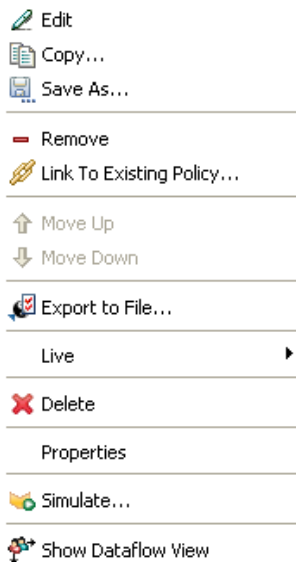 Edit
Copy...
Save As...
Remove
Link To Existing Policy...
Move Up
Move Down
Export to File...
Live
Delete
Properties
Simulate...
Show Dataflow View